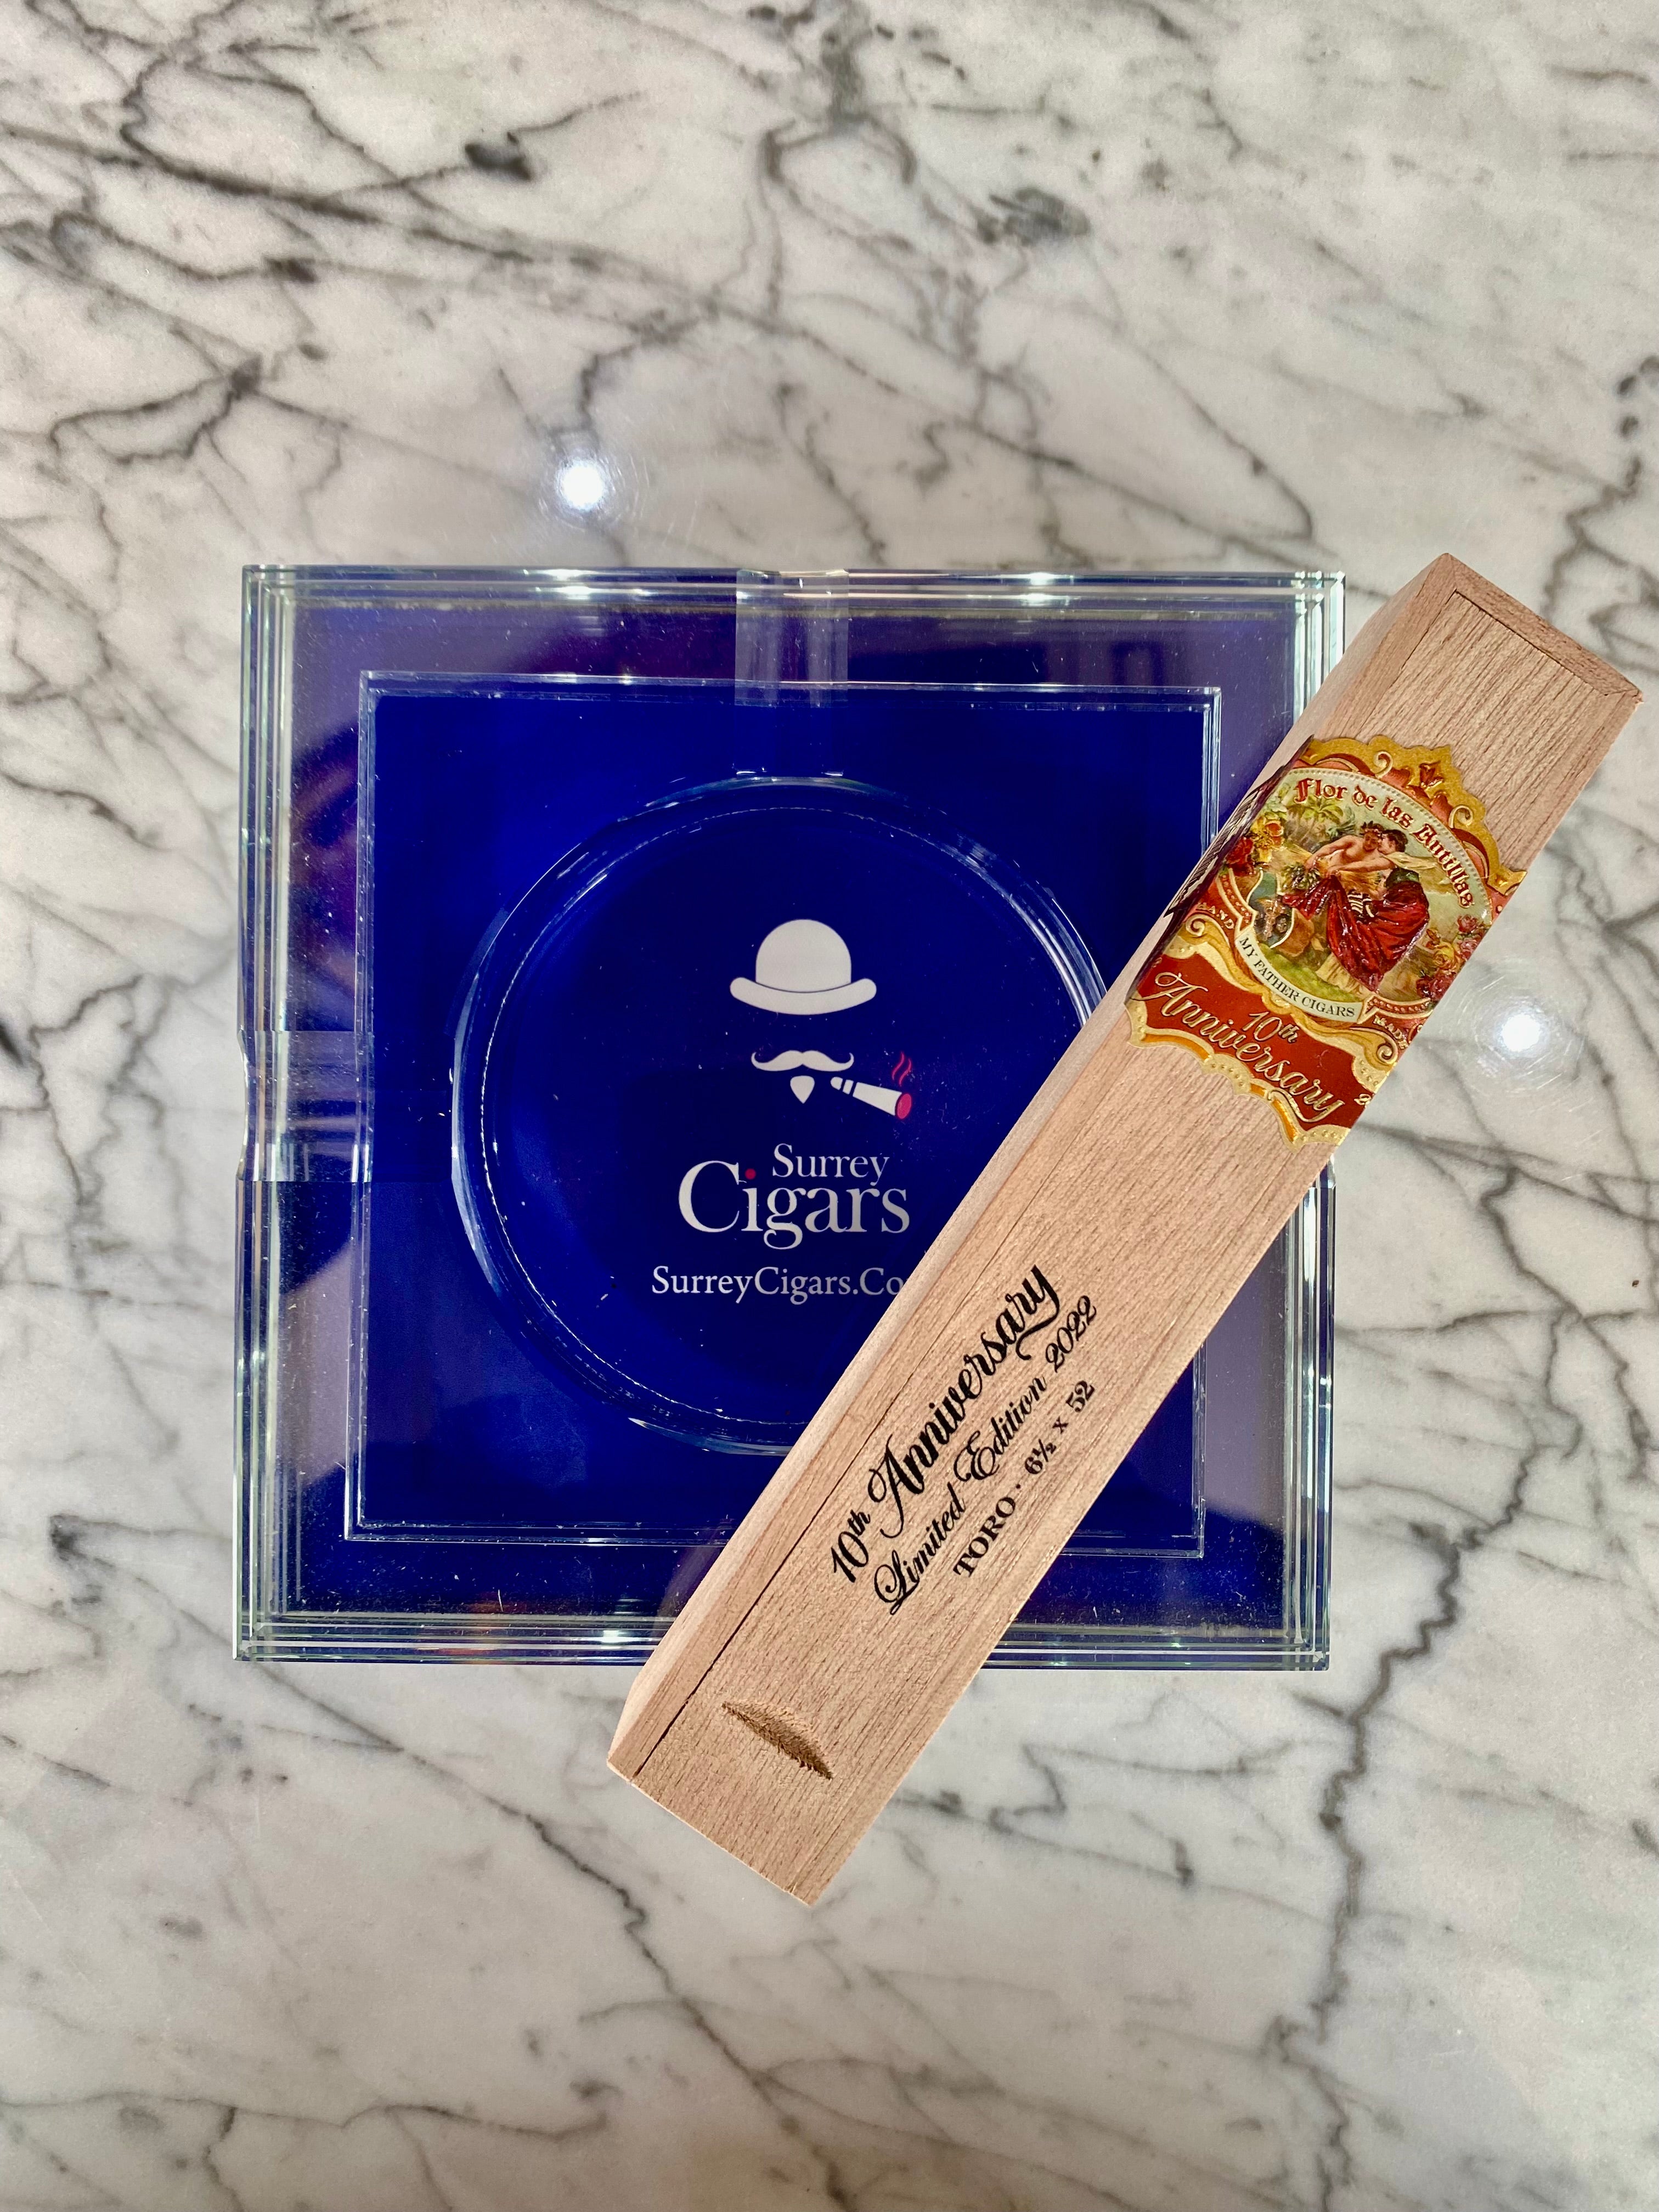 Surrey
Cigars
SurreyCigars.Co
Flor de las Antillas
MY FATHER CIGARS
10th
Anniversary
10th Anniversary
Limited Edition 2022
TORO · 6½ x 52